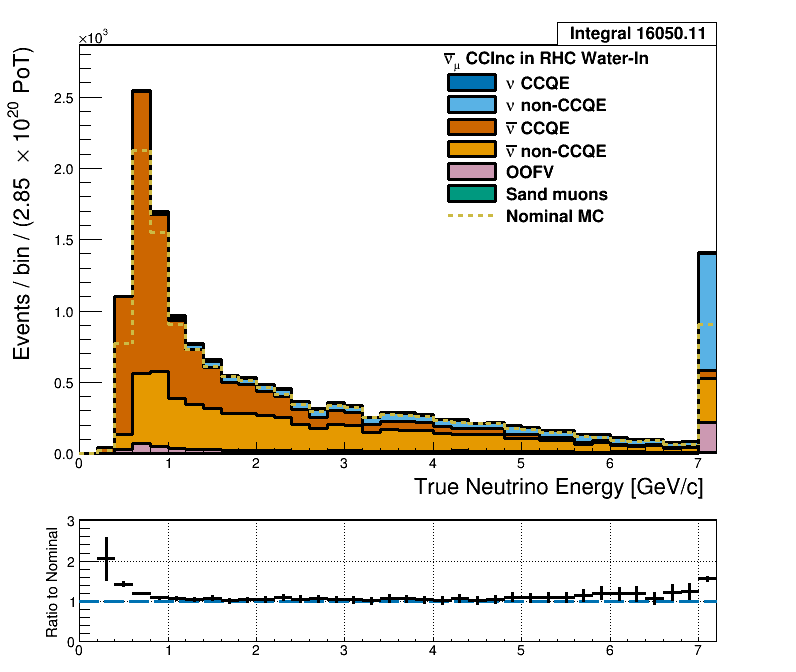 Integral 16050.11
×10³
ν̅μ CCInc in RHC Water-In
ν CCQE
ν non-CCQE
ν̅ CCQE
ν̅ non-CCQE
OOFV
Sand muons
Nominal MC
Events / bin / (2.85 × 10²⁰ PoT)
2.5
2.0
1.5
1.0
0.5
0.0
0 1 2 3 4 5 6 7
True Neutrino Energy [GeV/c]
Ratio to Nominal
3
2
1
0
0 1 2 3 4 5 6 7